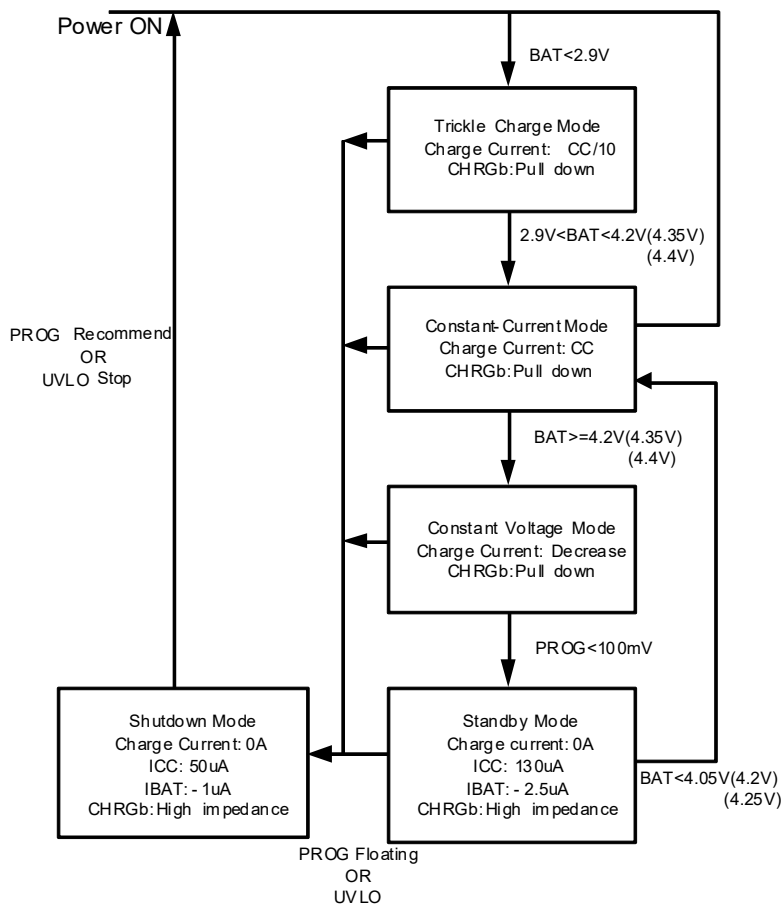 Power ON
BAT<2.9V
Trickle Charge Mode
Charge Current: CC/10
CHRGb:Pull down
2.9V<BAT<4.2V(4.35V)
(4.4V)
Constant-Current Mode
Charge Current: CC
CHRGb:Pull down
PROG Recommend
OR
UVLO Stop
BAT>=4.2V(4.35V)
(4.4V)
Constant Voltage Mode
Charge Current: Decrease
CHRGb:Pull down
PROG<100mV
Shutdown Mode
Charge Current: 0A
ICC: 50uA
IBAT: -1uA
CHRGb:High impedance
Standby Mode
Charge current: 0A
ICC: 130uA
IBAT: -2.5uA
CHRGb:High impedance
BAT<4.05V(4.2V)
(4.25V)
PROG Floating
OR
UVLO